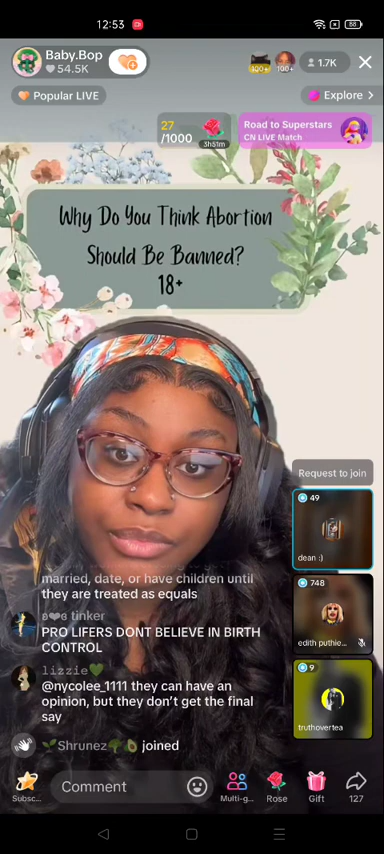 12:53
88
Baby.Bop
54.5K
100+
100+
1.7K
Popular LIVE
Explore >
27
/1000
3h51m
Road to Superstars
CN LIVE Match
Why Do You Think Abortion
Should Be Banned?
18+
Request to join
49
dean :)
748
edith puthie...
9
truthovertea
married, date, or have children until
they are treated as equals
tinker
PRO LIFERS DONT BELIEVE IN BIRTH
CONTROL
lizzie💚
@nycolee_1111 they can have an
opinion, but they don't get the final
say
🌿Shrunez🌳🥑 joined
Subsc...
Comment
Multi-g...
Rose
Gift
127